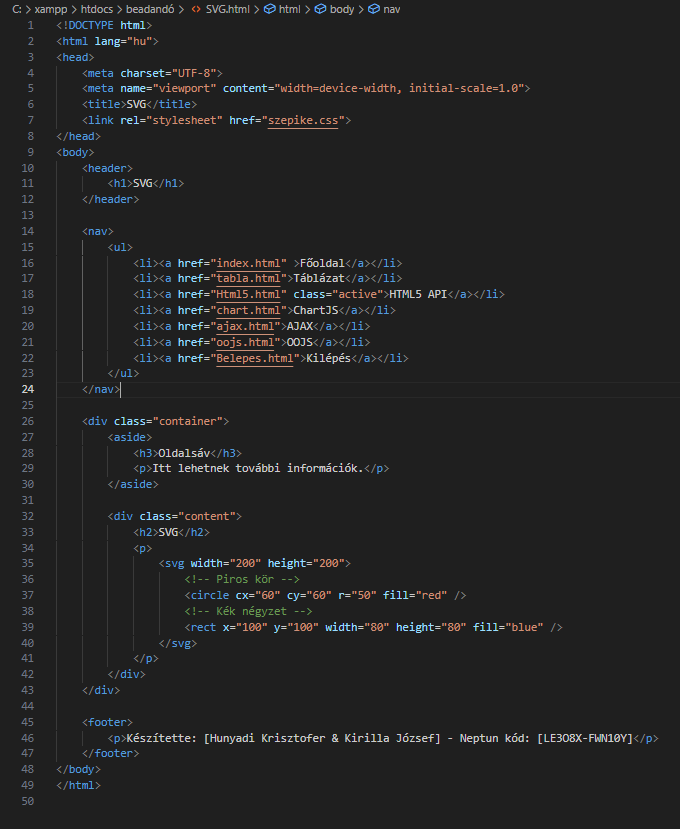 C: > xampp > htdocs > beadandó > <> SVG.html > html > body > nav
1 <!DOCTYPE html>
2 <html lang="hu">
3 <head>
4     <meta charset="UTF-8">
5     <meta name="viewport" content="width=device-width, initial-scale=1.0">
6     <title>SVG</title>
7     <link rel="stylesheet" href="szepike.css">
8 </head>
9 <body>
10     <header>
11         <h1>SVG</h1>
12     </header>
13
14     <nav>
15         <ul>
16             <li><a href="index.html" >Főoldal</a></li>
17             <li><a href="tabla.html">Táblázat</a></li>
18             <li><a href="Html5.html" class="active">HTML5 API</a></li>
19             <li><a href="chart.html">ChartJS</a></li>
20             <li><a href="ajax.html">AJAX</a></li>
21             <li><a href="oojs.html">OOJS</a></li>
22             <li><a href="Belepes.html">Kilépés</a></li>
23         </ul>
24     </nav>
25
26     <div class="container">
27         <aside>
28             <h3>Oldalsáv</h3>
29             <p>Itt lehetnek további információk.</p>
30         </aside>
31
32         <div class="content">
33             <h2>SVG</h2>
34             <p>
35                 <svg width="200" height="200">
36                     <!-- Piros kör -->
37                     <circle cx="60" cy="60" r="50" fill="red" />
38                     <!-- Kék négyzet -->
39                     <rect x="100" y="100" width="80" height="80" fill="blue" />
40                 </svg>
41             </p>
42         </div>
43     </div>
44
45     <footer>
46         <p>Készítette: [Hunyadi Krisztofer & Kirilla József] - Neptun kód: [LE3O8X-FWN10Y]</p>
47     </footer>
48 </body>
49 </html>
50